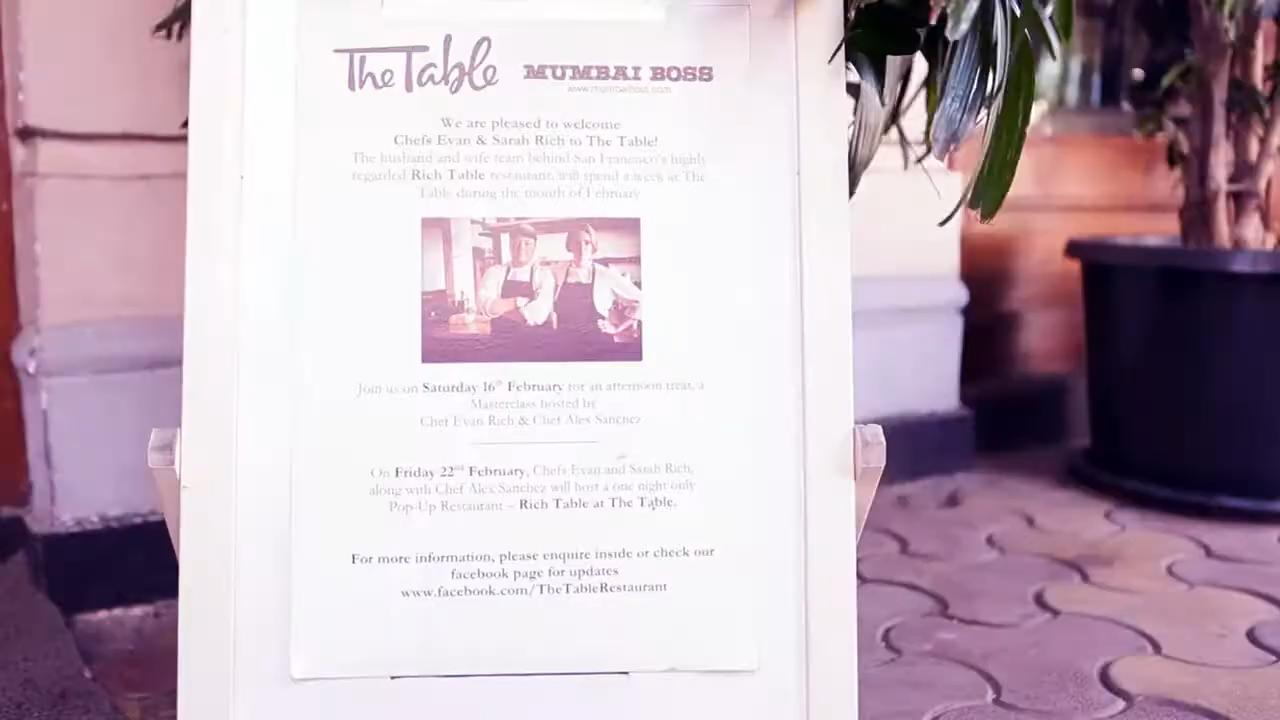 The Table MUMBAI BOSS
www.mumbaiboss.com
We are pleased to welcome
Chefs Evan & Sarah Rich to The Table!
The husband and wife team behind San Francisco's highly
regarded Rich Table restaurant, will spend a week at The
Table during the month of February
Join us on Saturday 16th February for an afternoon treat, a
Masterclass hosted by
Chef Evan Rich & Chef Alex Sanchez
On Friday 22nd February, Chefs Evan and Sarah Rich,
along with Chef Alex Sanchez will host a one night only
Pop-Up Restaurant – Rich Table at The Table.
For more information, please enquire inside or check our
facebook page for updates
www.facebook.com/TheTableRestaurant